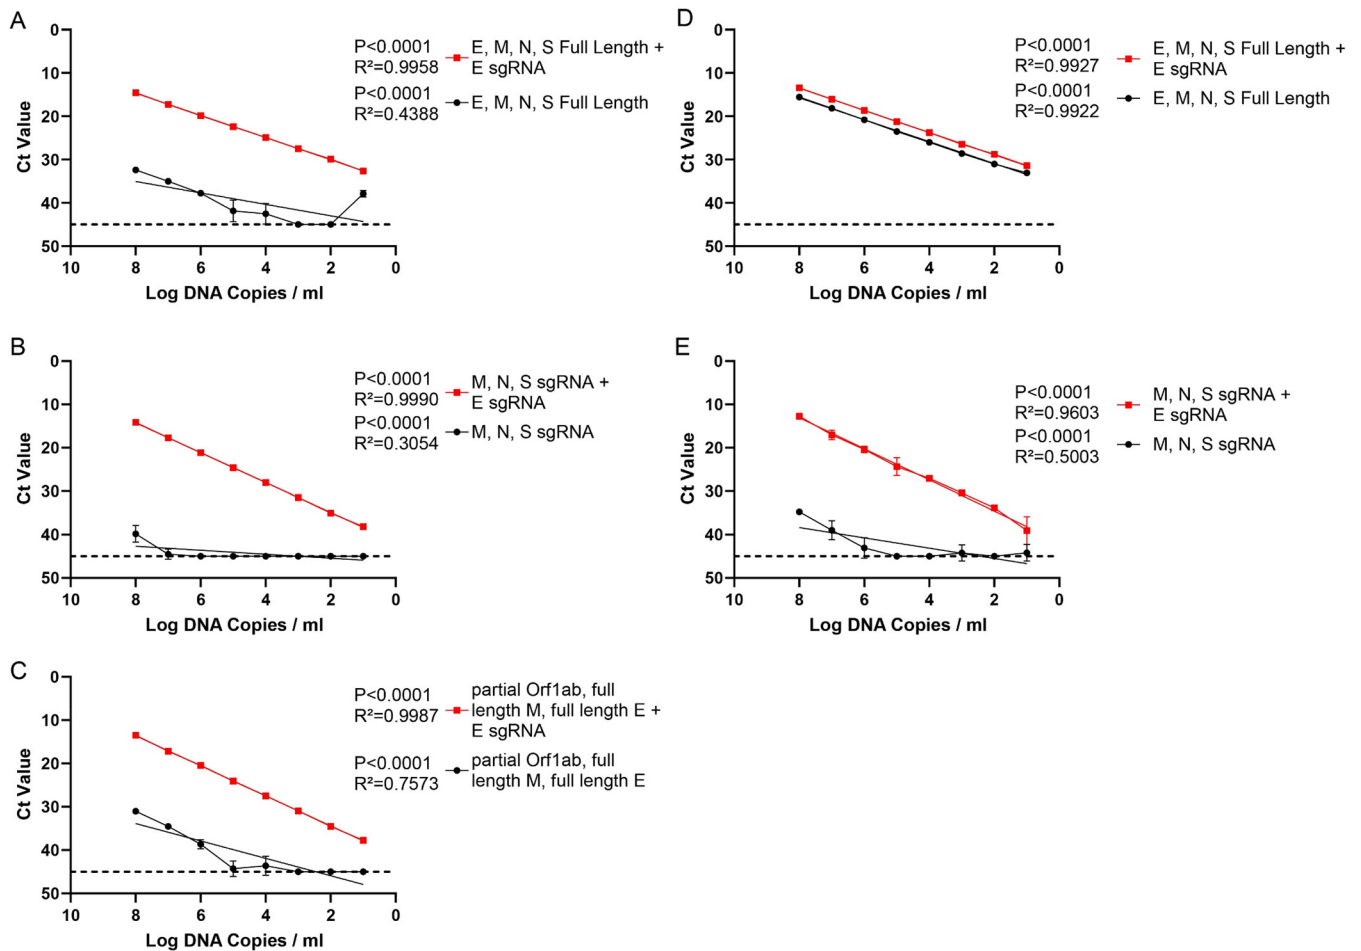 A
P<0.0001
R²=0.9958
E, M, N, S Full Length +
E sgRNA
P<0.0001
R²=0.4388
E, M, N, S Full Length
Ct Value
0
10
20
30
40
50
10
8
6
4
2
0
Log DNA Copies / ml
D
P<0.0001
R²=0.9927
E, M, N, S Full Length +
E sgRNA
P<0.0001
R²=0.9922
E, M, N, S Full Length
Ct Value
0
10
20
30
40
50
10
8
6
4
2
0
Log DNA Copies / ml
B
P<0.0001
R²=0.9990
M, N, S sgRNA +
E sgRNA
P<0.0001
R²=0.3054
M, N, S sgRNA
Ct Value
0
10
20
30
40
50
10
8
6
4
2
0
Log DNA Copies / ml
E
P<0.0001
R²=0.9603
M, N, S sgRNA +
E sgRNA
P<0.0001
R²=0.5003
M, N, S sgRNA
Ct Value
0
10
20
30
40
50
10
8
6
4
2
0
Log DNA Copies / ml
C
P<0.0001
R²=0.9987
partial Orf1ab, full
length M, full length E +
E sgRNA
P<0.0001
R²=0.7573
partial Orf1ab, full
length M, full length E
Ct Value
0
10
20
30
40
50
10
8
6
4
2
0
Log DNA Copies / ml